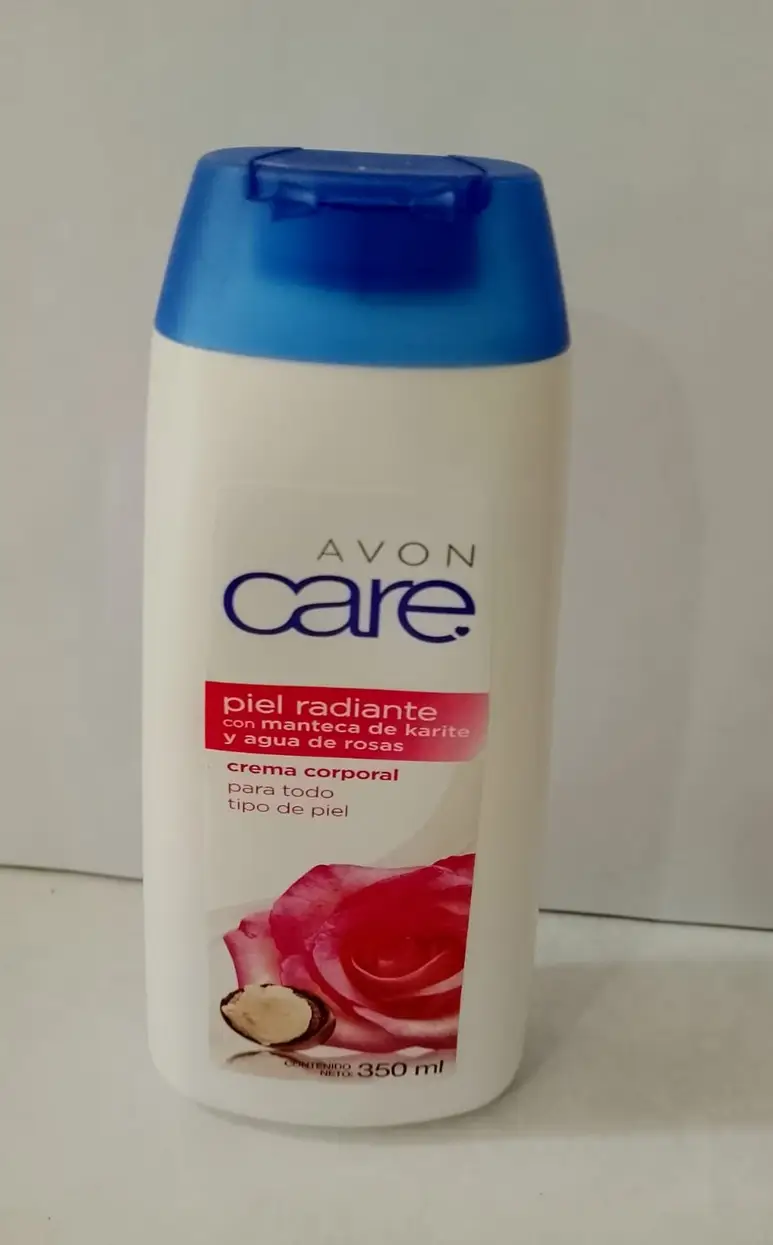 AVON
care
piel radiante
con manteca de karite
y agua de rosas
crema corporal
para todo
tipo de piel
CONTENIDO
NETO: 350 ml